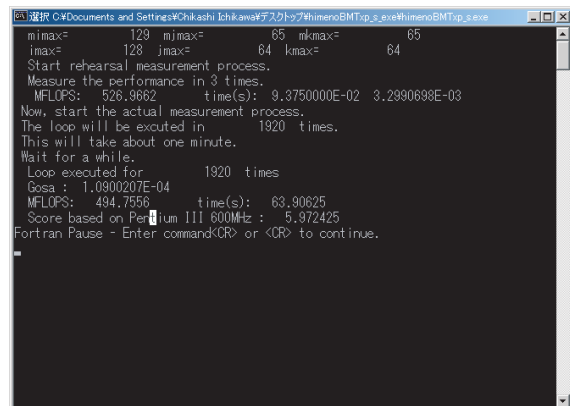 選択 C:¥Documents and Settings¥Chikashi Ichikawa¥デスクトップ¥himenoBMTxp_s_exe¥himenoBMTxp_s.exe
mimax= 129 mjmax= 65 mkmax= 65
imax= 128 jmax= 64 kmax= 64
Start rehearsal measurement process.
Measure the performance in 3 times.
MFLOPS: 526.9662 time(s): 9.3750000E-02 3.2990698E-03
Now, start the actual measurement process.
The loop will be excuted in 1920 times.
This will take about one minute.
Wait for a while.
Loop executed for 1920 times
Gosa : 1.0900207E-04
MFLOPS: 494.7556 time(s): 63.90625
Score based on Pentium III 600MHz : 5.972425
Fortran Pause - Enter command<CR> or <CR> to continue.